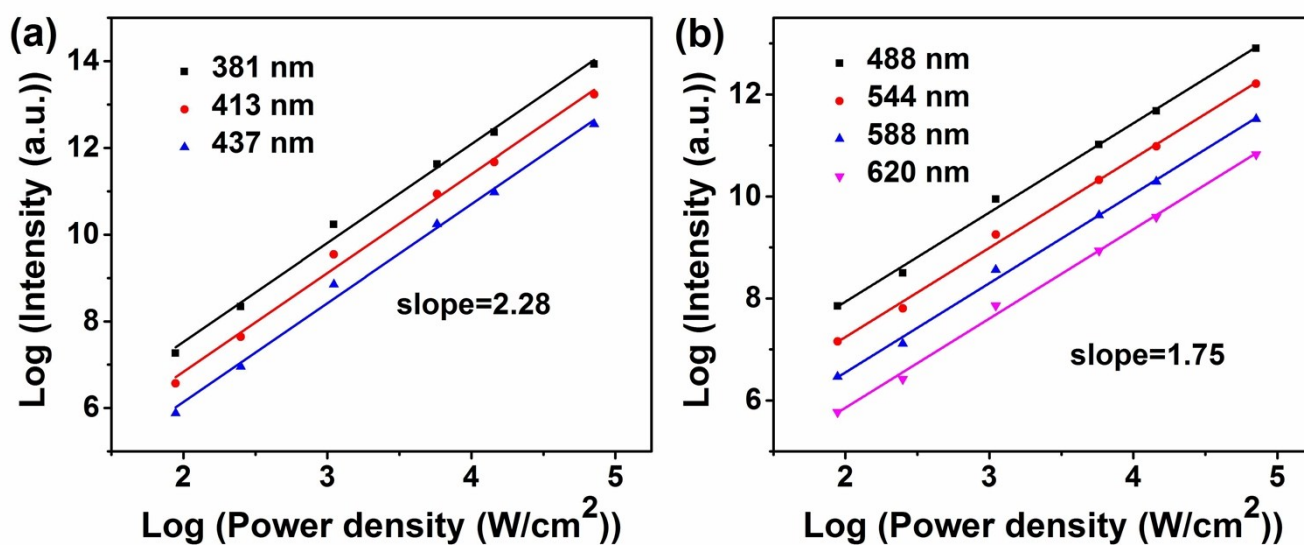 (a)
381 nm
413 nm
437 nm
slope=2.28
14
12
10
8
6
2
3
4
5
Log (Intensity (a.u.))
Log (Power density (W/cm²))
(b)
488 nm
544 nm
588 nm
620 nm
slope=1.75
12
10
8
6
2
3
4
5
Log (Intensity (a.u.))
Log (Power density (W/cm²))